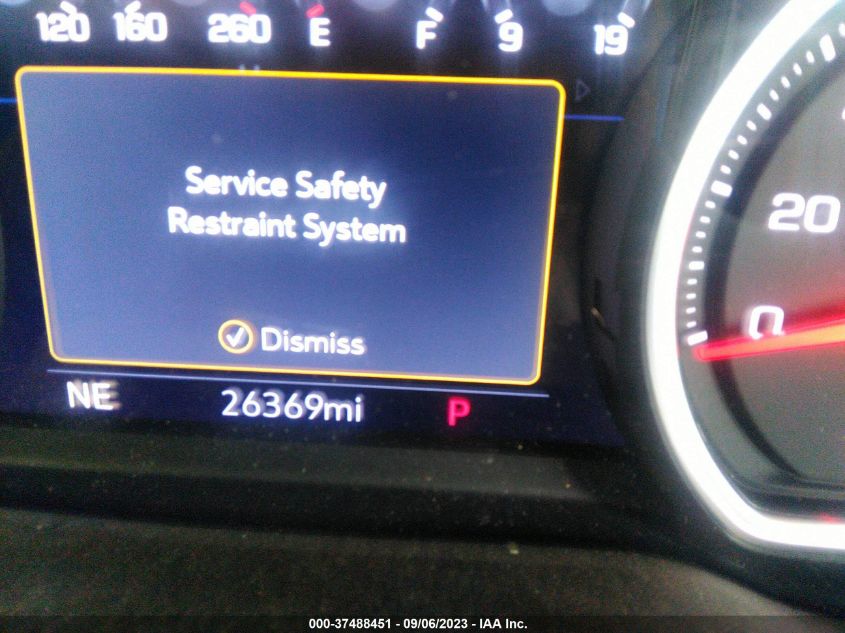 120 160 260 E F 9 19
Service Safety
Restraint System
Dismiss
20
0
NE 26369mi P
000-37488451 - 09/06/2023 - IAA Inc.